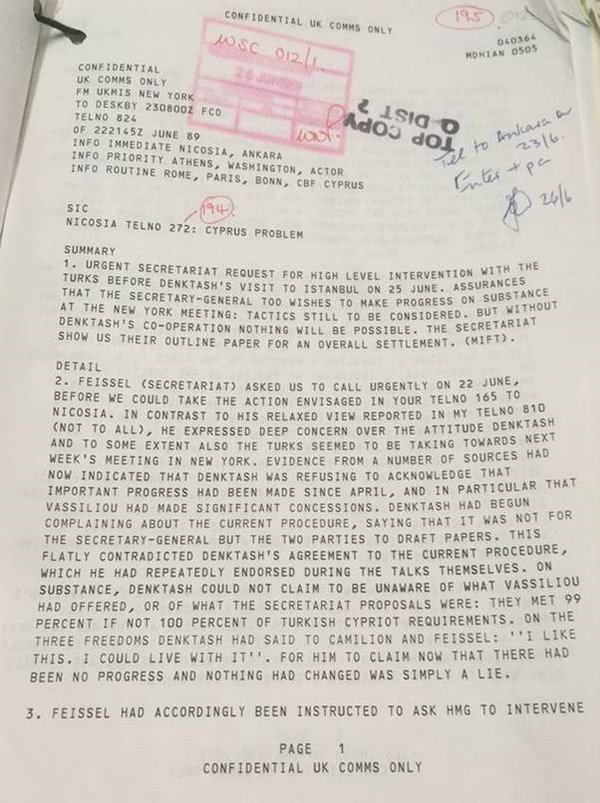 CONFIDENTIAL UK COMMS ONLY
195
012
040364
MDHIAN 0505
WSC 012/1
26 JUN 1989
TOP COPY
Q DIST ?
Tel to Ankara
23/6.
Enter + pa
26/6
CONFIDENTIAL
UK COMMS ONLY
FM UKMIS NEW YORK
TO DESKBY 230800Z FCO
TELNO 824
OF 222145Z JUNE 89
INFO IMMEDIATE NICOSIA, ANKARA
INFO PRIORITY ATHENS, WASHINGTON, ACTOR
INFO ROUTINE ROME, PARIS, BONN, CBF CYPRUS
SIC
194
NICOSIA TELNO 272: CYPRUS PROBLEM
SUMMARY
1. URGENT SECRETARIAT REQUEST FOR HIGH LEVEL INTERVENTION WITH THE
TURKS BEFORE DENKTASH'S VISIT TO ISTANBUL ON 25 JUNE. ASSURANCES
THAT THE SECRETARY-GENERAL TOO WISHES TO MAKE PROGRESS ON SUBSTANCE
AT THE NEW YORK MEETING: TACTICS STILL TO BE CONSIDERED. BUT WITHOUT
DENKTASH'S CO-OPERATION NOTHING WILL BE POSSIBLE. THE SECRETARIAT
SHOW US THEIR OUTLINE PAPER FOR AN OVERALL SETTLEMENT. (MIFT).
DETAIL
2. FEISSEL (SECRETARIAT) ASKED US TO CALL URGENTLY ON 22 JUNE,
BEFORE WE COULD TAKE THE ACTION ENVISAGED IN YOUR TELNO 165 TO
NICOSIA. IN CONTRAST TO HIS RELAXED VIEW REPORTED IN MY TELNO 810
(NOT TO ALL), HE EXPRESSED DEEP CONCERN OVER THE ATTITUDE DENKTASH
AND TO SOME EXTENT ALSO THE TURKS SEEMED TO BE TAKING TOWARDS NEXT
WEEK'S MEETING IN NEW YORK. EVIDENCE FROM A NUMBER OF SOURCES HAD
NOW INDICATED THAT DENKTASH WAS REFUSING TO ACKNOWLEDGE THAT
IMPORTANT PROGRESS HAD BEEN MADE SINCE APRIL, AND IN PARTICULAR THAT
VASSILIOU HAD MADE SIGNIFICANT CONCESSIONS. DENKTASH HAD BEGUN
COMPLAINING ABOUT THE CURRENT PROCEDURE, SAYING THAT IT WAS NOT FOR
THE SECRETARY-GENERAL BUT THE TWO PARTIES TO DRAFT PAPERS. THIS
FLATLY CONTRADICTED DENKTASH'S AGREEMENT TO THE CURRENT PROCEDURE,
WHICH HE HAD REPEATEDLY ENDORSED DURING THE TALKS THEMSELVES. ON
SUBSTANCE, DENKTASH COULD NOT CLAIM TO BE UNAWARE OF WHAT VASSILIOU
HAD OFFERED, OR OF WHAT THE SECRETARIAT PROPOSALS WERE: THEY MET 99
PERCENT IF NOT 100 PERCENT OF TURKISH CYPRIOT REQUIREMENTS. ON THE
THREE FREEDOMS DENKTASH HAD SAID TO CAMILION AND FEISSEL: ''I LIKE
THIS. I COULD LIVE WITH IT''. FOR HIM TO CLAIM NOW THAT THERE HAD
BEEN NO PROGRESS AND NOTHING HAD CHANGED WAS SIMPLY A LIE.
3. FEISSEL HAD ACCORDINGLY BEEN INSTRUCTED TO ASK HMG TO INTERVENE
PAGE 1
CONFIDENTIAL UK COMMS ONLY